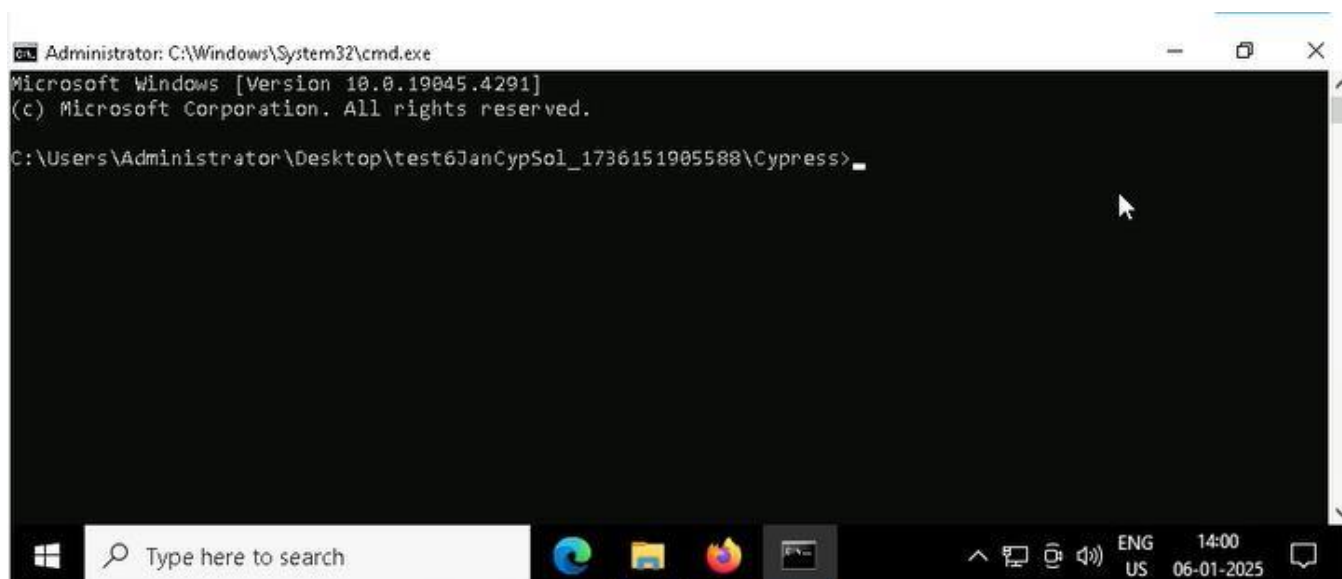 Administrator: C:\Windows\System32\cmd.exe
Microsoft Windows [Version 10.0.19045.4291]
(c) Microsoft Corporation. All rights reserved.
C:\Users\Administrator\Desktop\test6JanCypSol_1736151905588\Cypress>
Type here to search
ENG
US
14:00
06-01-2025